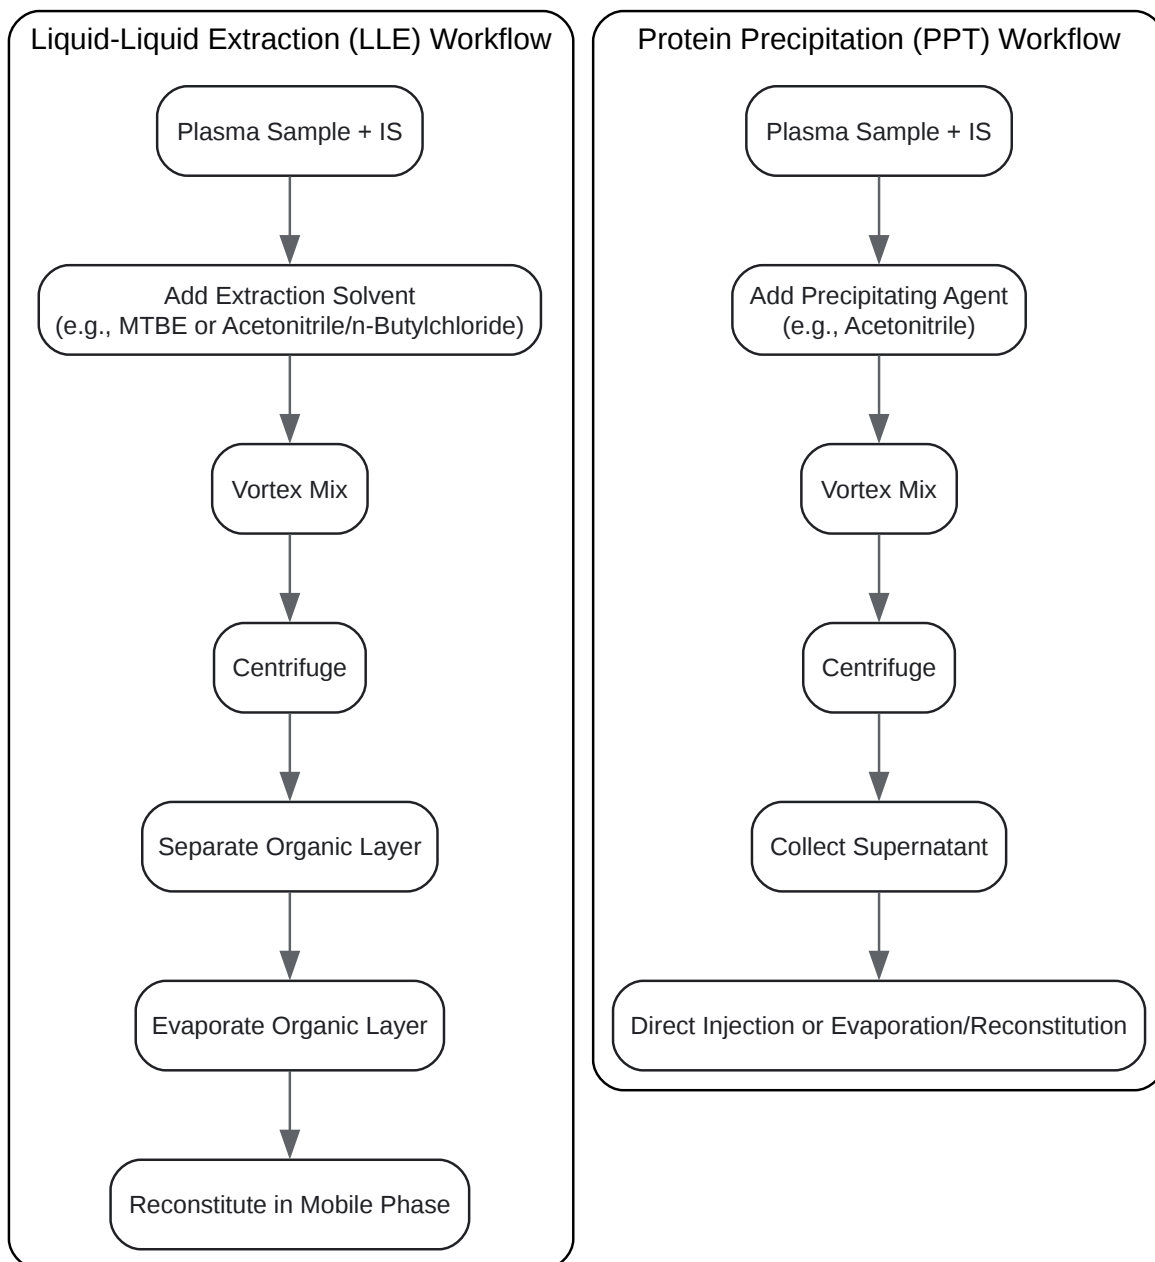 Liquid-Liquid Extraction (LLE) Workflow
Plasma Sample + IS
Add Extraction Solvent
(e.g., MTBE or Acetonitrile/n-Butylchloride)
Vortex Mix
Centrifuge
Separate Organic Layer
Evaporate Organic Layer
Reconstitute in Mobile Phase
Protein Precipitation (PPT) Workflow
Plasma Sample + IS
Add Precipitating Agent
(e.g., Acetonitrile)
Vortex Mix
Centrifuge
Collect Supernatant
Direct Injection or Evaporation/Reconstitution